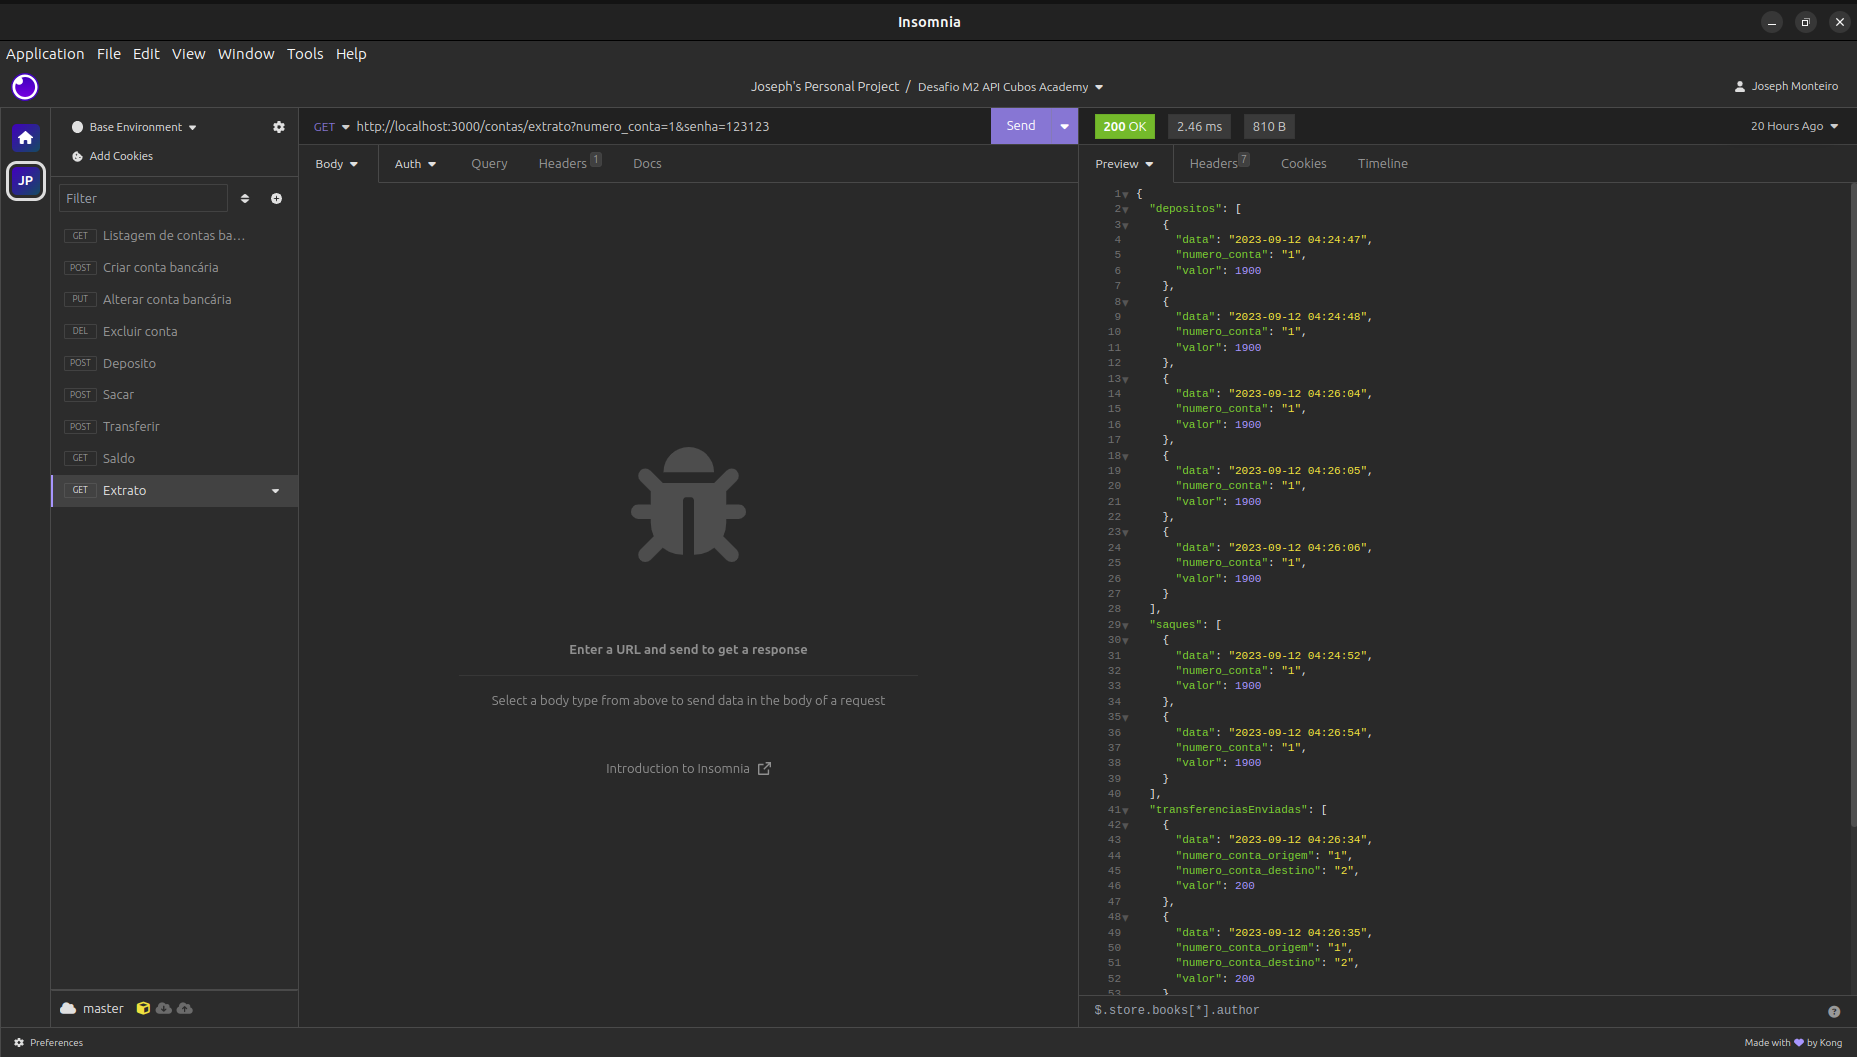 Insomnia
Application File Edit View Window Tools Help
Joseph's Personal Project / Desafio M2 API Cubos Academy
Joseph Monteiro
JP
Base Environment
Add Cookies
Filter
GET Listagem de contas ba...
POST Criar conta bancária
PUT Alterar conta bancária
DEL Excluir conta
POST Deposito
POST Sacar
POST Transferir
GET Saldo
GET Extrato
master
GET http://localhost:3000/contas/extrato?numero_conta=1&senha=123123
Send
Body Auth Query Headers 1 Docs
Enter a URL and send to get a response
Select a body type from above to send data in the body of a request
Introduction to Insomnia
200 OK 2.46 ms 810 B 20 Hours Ago
Preview Headers 7 Cookies Timeline
1 {
2 "depositos": [
3 {
4 "data": "2023-09-12 04:24:47",
5 "numero_conta": "1",
6 "valor": 1900
7 },
8 {
9 "data": "2023-09-12 04:24:48",
10 "numero_conta": "1",
11 "valor": 1900
12 },
13 {
14 "data": "2023-09-12 04:26:04",
15 "numero_conta": "1",
16 "valor": 1900
17 },
18 {
19 "data": "2023-09-12 04:26:05",
20 "numero_conta": "1",
21 "valor": 1900
22 },
23 {
24 "data": "2023-09-12 04:26:06",
25 "numero_conta": "1",
26 "valor": 1900
27 }
28 ],
29 "saques": [
30 {
31 "data": "2023-09-12 04:24:52",
32 "numero_conta": "1",
33 "valor": 1900
34 },
35 {
36 "data": "2023-09-12 04:26:54",
37 "numero_conta": "1",
38 "valor": 1900
39 }
40 ],
41 "transferenciasEnviadas": [
42 {
43 "data": "2023-09-12 04:26:34",
44 "numero_conta_origem": "1",
45 "numero_conta_destino": "2",
46 "valor": 200
47 },
48 {
49 "data": "2023-09-12 04:26:35",
50 "numero_conta_origem": "1",
51 "numero_conta_destino": "2",
52 "valor": 200
53 }
$.store.books[*].author
Preferences
Made with 💜 by Kong